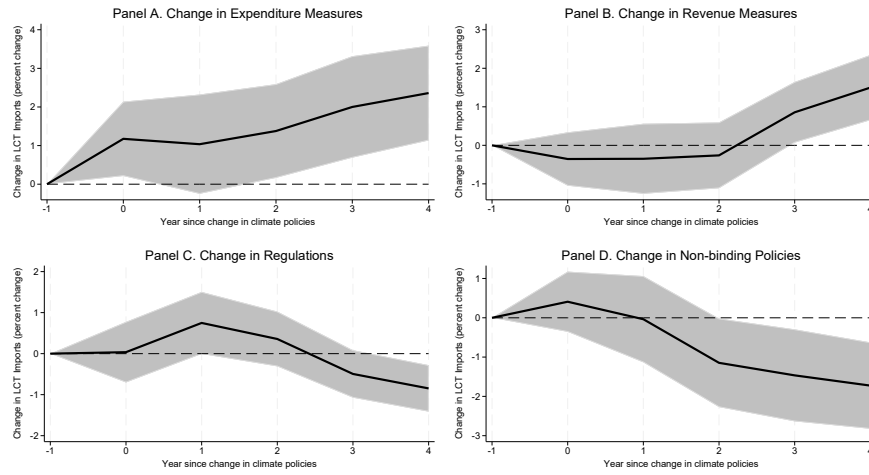 Panel A. Change in Expenditure Measures
Change in LCT Imports (percent change)
4
3
2
1
0
-1 0 1 2 3 4
Year since change in climate policies
Panel B. Change in Revenue Measures
Change in LCT Imports (percent change)
3
2
1
0
-1
-1 0 1 2 3 4
Year since change in climate policies
Panel C. Change in Regulations
Change in LCT Imports (percent change)
2
1
0
-1
-2
-1 0 1 2 3 4
Year since change in climate policies
Panel D. Change in Non-binding Policies
Change in LCT Imports (percent change)
1
0
-1
-2
-3
-1 0 1 2 3 4
Year since change in climate policies